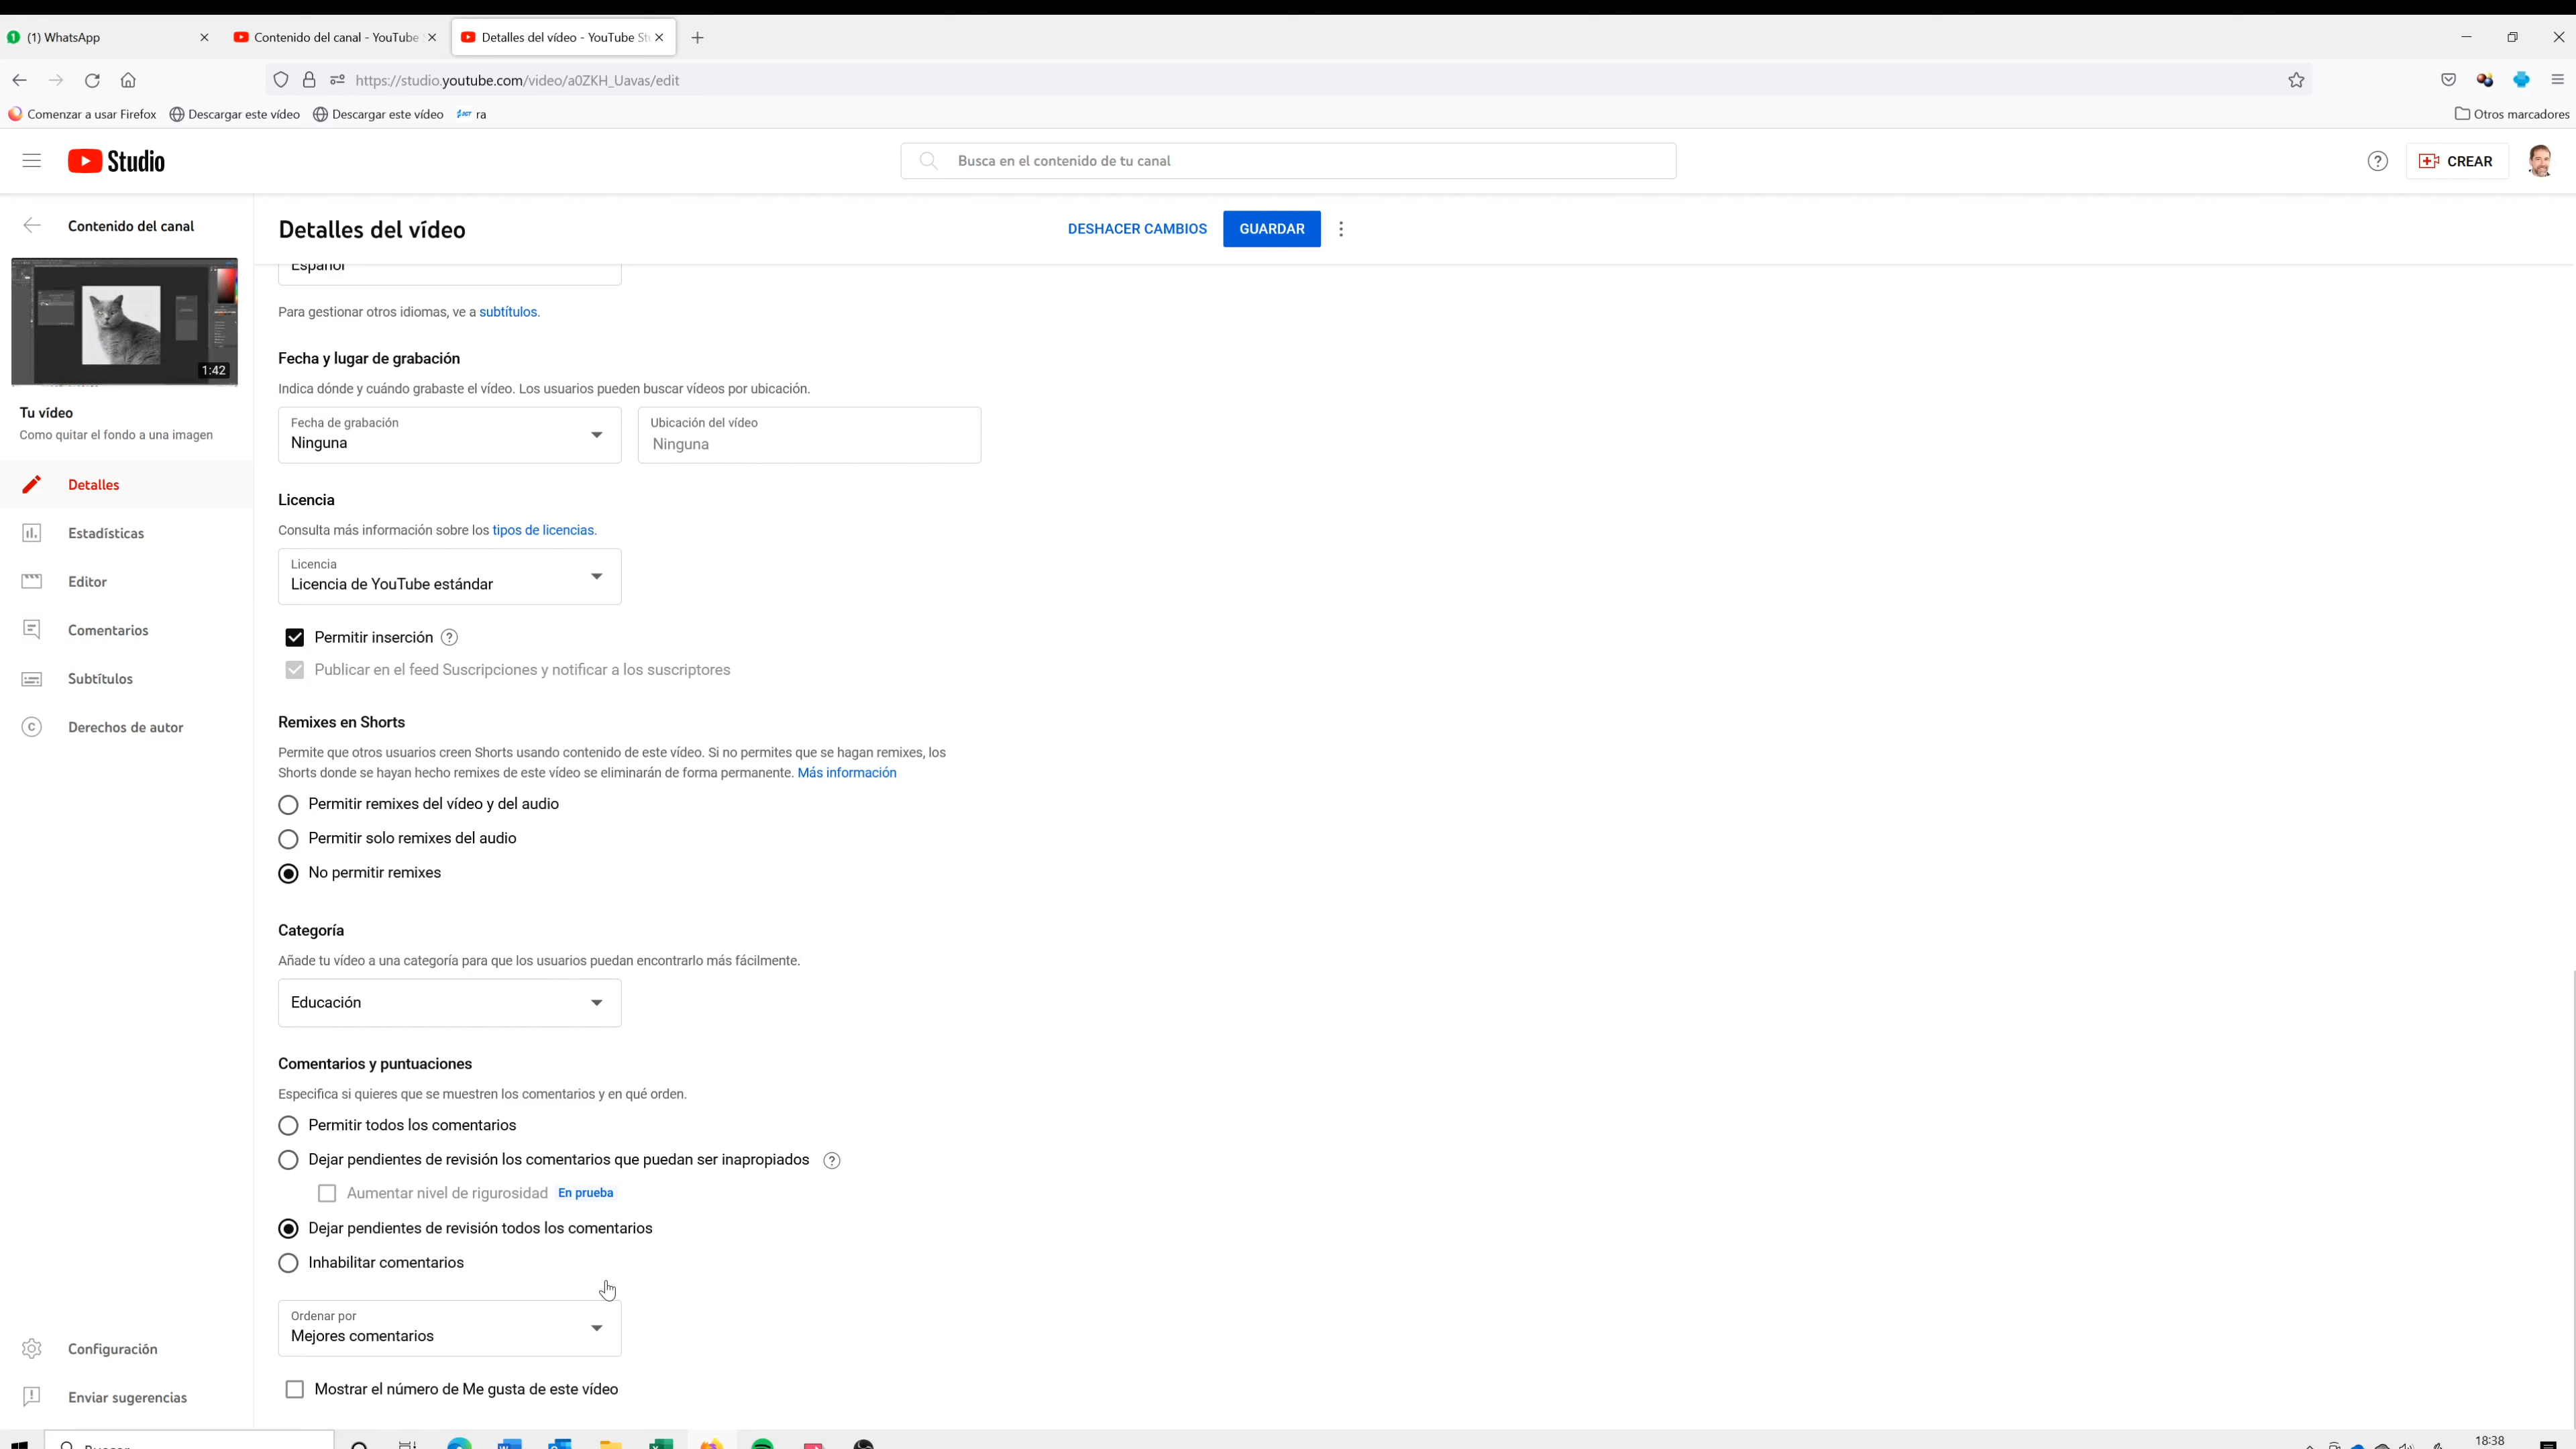 (1) WhatsApp
Contenido del canal - YouTube
Detalles del vídeo - YouTube St
https://studio.youtube.com/video/a0ZKH_Uavas/edit
Comenzar a usar Firefox
Descargar este vídeo
Descargar este vídeo
ra
Otros marcadores
Studio
Busca en el contenido de tu canal
CREAR
Contenido del canal
1:42
Tu vídeo
Como quitar el fondo a una imagen
Detalles
Estadísticas
Editor
Comentarios
Subtítulos
Derechos de autor
Configuración
Enviar sugerencias
Detalles del vídeo
DESHACER CAMBIOS
GUARDAR
Español
Para gestionar otros idiomas, ve a subtítulos.
Fecha y lugar de grabación
Indica dónde y cuándo grabaste el vídeo. Los usuarios pueden buscar vídeos por ubicación.
Fecha de grabación
Ninguna
Ubicación del vídeo
Ninguna
Licencia
Consulta más información sobre los tipos de licencias.
Licencia
Licencia de YouTube estándar
Permitir inserción
Publicar en el feed Suscripciones y notificar a los suscriptores
Remixes en Shorts
Permite que otros usuarios creen Shorts usando contenido de este vídeo. Si no permites que se hagan remixes, los
Shorts donde se hayan hecho remixes de este vídeo se eliminarán de forma permanente. Más información
Permitir remixes del vídeo y del audio
Permitir solo remixes del audio
No permitir remixes
Categoría
Añade tu vídeo a una categoría para que los usuarios puedan encontrarlo más fácilmente.
Educación
Comentarios y puntuaciones
Especifica si quieres que se muestren los comentarios y en qué orden.
Permitir todos los comentarios
Dejar pendientes de revisión los comentarios que puedan ser inapropiados
Aumentar nivel de rigurosidad En prueba
Dejar pendientes de revisión todos los comentarios
Inhabilitar comentarios
Ordenar por
Mejores comentarios
Mostrar el número de Me gusta de este vídeo
18:38